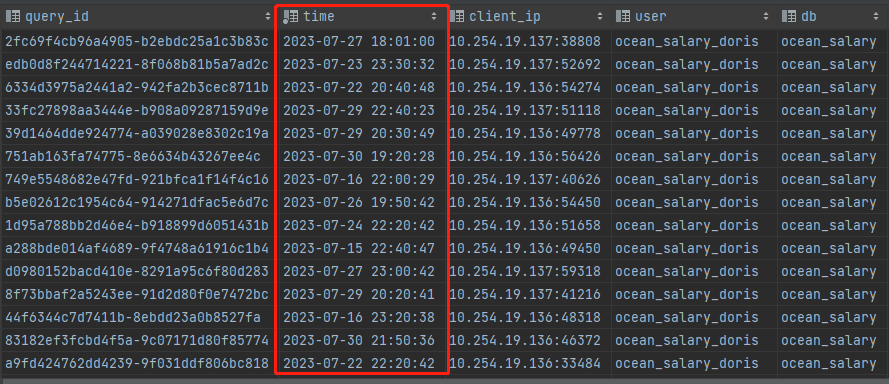 query_id time client_ip user db
2fc69f4cb96a4905-b2ebdc25a1c3b83c 2023-07-27 18:01:00 10.254.19.137:38808 ocean_salary_doris ocean_salary
edb0d8f244714221-8f068b81b5a7ad2c 2023-07-23 23:30:32 10.254.19.137:52692 ocean_salary_doris ocean_salary
6334d3975a2441a2-942fa2b3cec8711b 2023-07-22 20:40:48 10.254.19.136:54274 ocean_salary_doris ocean_salary
33fc27898aa3444e-b908a09287159d9e 2023-07-29 22:40:23 10.254.19.137:51118 ocean_salary_doris ocean_salary
39d1464dde924774-a039028e8302c19a 2023-07-29 20:30:49 10.254.19.136:49778 ocean_salary_doris ocean_salary
751ab163fa74775-8e6634b43267ee4c 2023-07-30 19:20:28 10.254.19.136:56426 ocean_salary_doris ocean_salary
749e5548682e47fd-921bfca1f14f4c16 2023-07-16 22:00:29 10.254.19.137:40626 ocean_salary_doris ocean_salary
b5e02612c1954c64-914271dfac5e6d7c 2023-07-26 19:50:42 10.254.19.136:54450 ocean_salary_doris ocean_salary
1d95a788bb2d46e4-b918899d6051431b 2023-07-24 22:20:42 10.254.19.136:51658 ocean_salary_doris ocean_salary
a288bde014af4689-9f4748a61916c1b4 2023-07-15 22:40:47 10.254.19.136:49450 ocean_salary_doris ocean_salary
d0980152bacd410e-8291a95c6f80d283 2023-07-27 23:00:42 10.254.19.137:59318 ocean_salary_doris ocean_salary
8f73bbaf2a5243ee-91d2d80f0e7472bc 2023-07-29 20:20:41 10.254.19.137:41216 ocean_salary_doris ocean_salary
44f6344c7d7411b-8ebdd23a0b8527fa 2023-07-16 23:20:38 10.254.19.136:48318 ocean_salary_doris ocean_salary
83182ef3fcbd4f5a-9c07171d80f85774 2023-07-30 21:50:36 10.254.19.136:46372 ocean_salary_doris ocean_salary
a9fd424762dd4239-9f031ddf806bc818 2023-07-22 22:20:42 10.254.19.136:33484 ocean_salary_doris ocean_salary